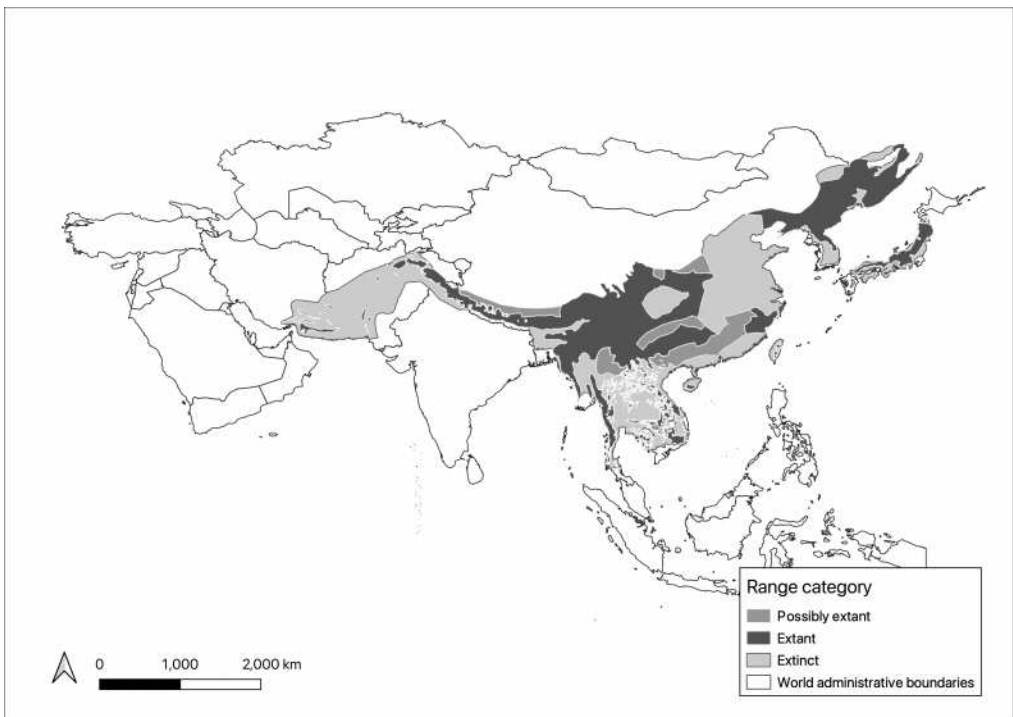 Range category
Possibly extant
Extant
Extinct
World administrative boundaries
0 1,000 2,000 km